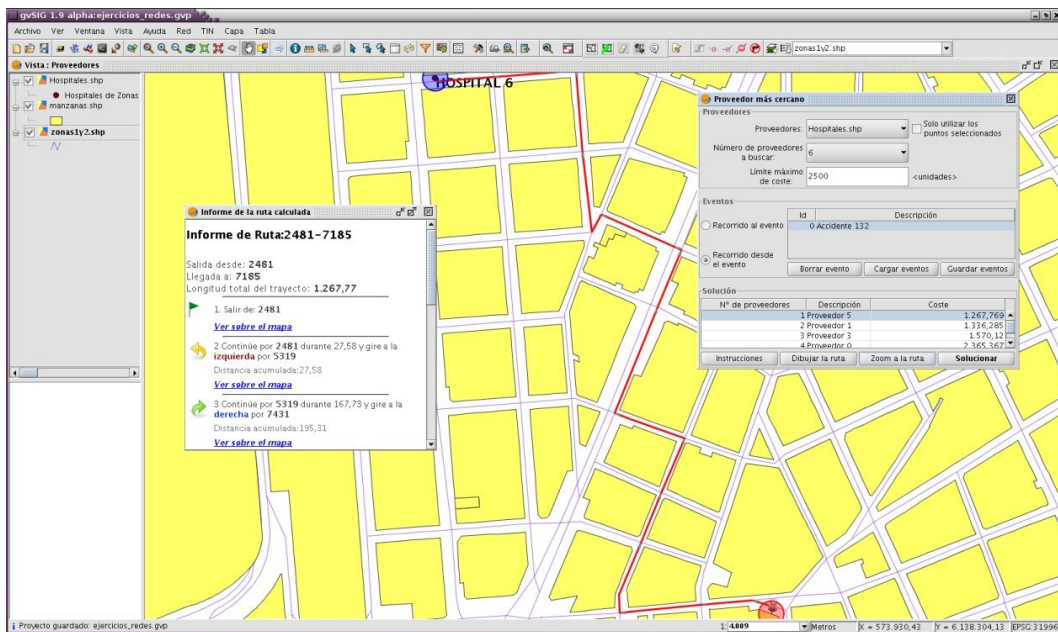 gvSIG 1.9 alpha:ejercicios_redes.gvp
Archivo Ver Ventana Vista Ayuda Red TIN Capa Tabla
zonas1y2.shp
Vista : Proveedores
Hospitales.shp
Hospitales de Zonas
manzanas.shp
zonas1y2.shp
HOSPITAL 6
Informe de la ruta calculada
Informe de Ruta:2481-7185
Salida desde: 2481
Llegada a: 7185
Longitud total del trayecto: 1.267,77
1. Salir de: 2481
Ver sobre el mapa
2 Continúe por 2481 durante 27,58 y gire a la
izquierda por 5319
Distancia acumulada:27,58
Ver sobre el mapa
3 Continúe por 5319 durante 167,73 y gire a la
derecha por 7431
Distancia acumulada:195,31
Ver sobre el mapa
Proveedor más cercano
Proveedores
Proveedores: Hospitales.shp
Solo utilizar los
puntos seleccionados
Número de proveedores
a buscar: 6
Límite máximo
de coste: 2500 <unidades>
Eventos
Id Descripción
0 Accidente 132
Recorrido al evento
Recorrido desde
el evento
Borrar evento Cargar eventos Guardar eventos
Solución
Nº de proveedores Descripción Coste
1 Proveedor 5 1.267,769
2 Proveedor 1 1.336,285
3 Proveedor 3 1.570,12
4 Proveedor 0 2.365,367
Instrucciones Dibujar la ruta Zoom a la ruta Solucionar
Proyecto guardado: ejercicios_redes.gvp
1: 4.009 Metros X = 573.930,43 Y = 6.138.304,13 EPSG:31996